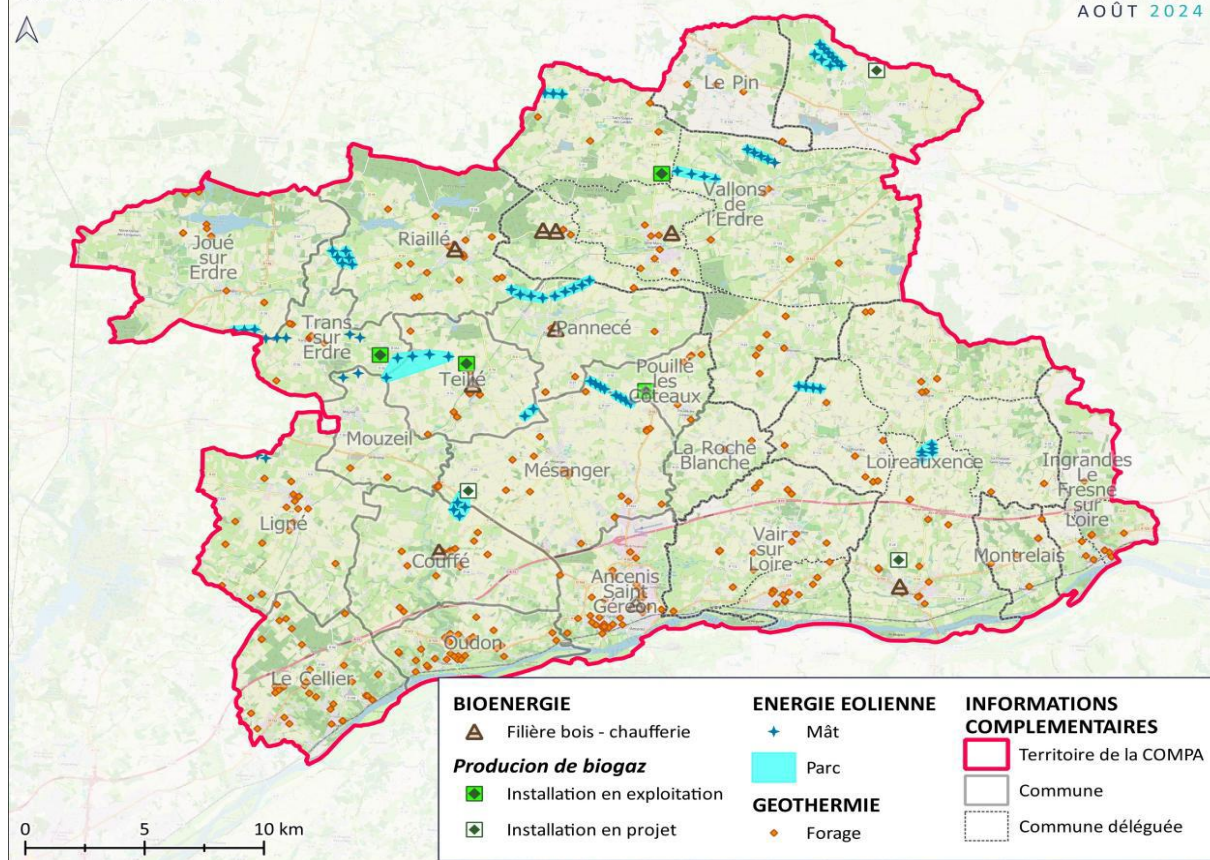 AOÛT 2024
Le Pin
Vallons
de
l'Erdre
Joué
sur
Erdre
Riaillé
Trans
sur
Erdre
Pannecé
Teillé
Pouillé
les
Côteaux
Mouzeil
La Roche
Blanche
Mésanger
Loireauxence
Ingrandes
Le
Fresne
sur
Loire
Ligné
Vair
sur
Loire
Montrelais
Couffé
Ancenis
Saint
Géréon
Oudon
Le Cellier
BIOENERGIE
Filière bois - chaufferie
Producion de biogaz
Installation en exploitation
Installation en projet
ENERGIE EOLIENNE
Mât
Parc
GEOTHERMIE
Forage
INFORMATIONS
COMPLEMENTAIRES
Territoire de la COMPA
Commune
Commune déléguée
0 5 10 km